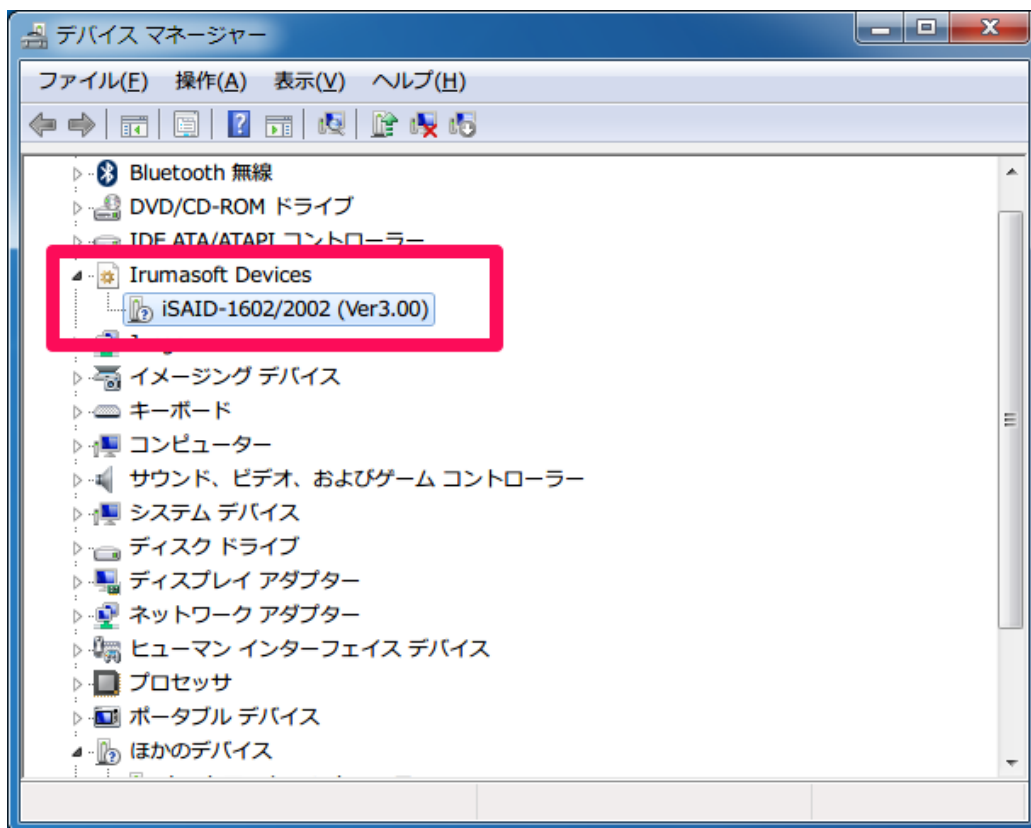 デバイス マネージャー
ファイル(F) 操作(A) 表示(V) ヘルプ(H)
Bluetooth 無線
DVD/CD-ROM ドライブ
IDE ATA/ATAPI コントローラー
Irumasoft Devices
iSAID-1602/2002 (Ver3.00)
イメージング デバイス
キーボード
コンピューター
サウンド、ビデオ、およびゲーム コントローラー
システム デバイス
ディスク ドライブ
ディスプレイ アダプター
ネットワーク アダプター
ヒューマン インターフェイス デバイス
プロセッサ
ポータブル デバイス
ほかのデバイス